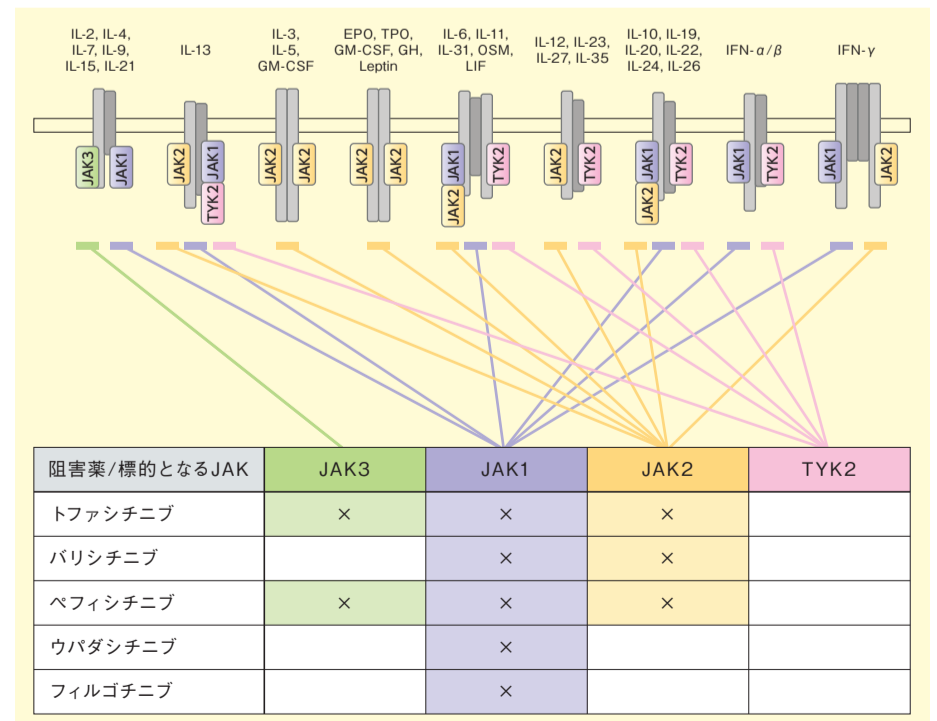 IL-2, IL-4,
IL-7, IL-9,
IL-15, IL-21
IL-13
IL-3,
IL-5,
GM-CSF
EPO, TPO,
GM-CSF, GH,
Leptin
IL-6, IL-11,
IL-31, OSM,
LIF
IL-12, IL-23,
IL-27, IL-35
IL-10, IL-19,
IL-20, IL-22,
IL-24, IL-26
IFN-α/β
IFN-γ
JAK3
JAK1
JAK2
JAK1
TYK2
JAK2
JAK2
JAK2
JAK2
JAK1
JAK2
TYK2
JAK2
TYK2
JAK1
JAK2
TYK2
JAK1
TYK2
JAK1
JAK2
阻害薬/標的となるJAK JAK3 JAK1 JAK2 TYK2
トファシチニブ × × ×
バリシチニブ × ×
ペフィシチニブ × × ×
ウパダシチニブ ×
フィルゴチニブ ×